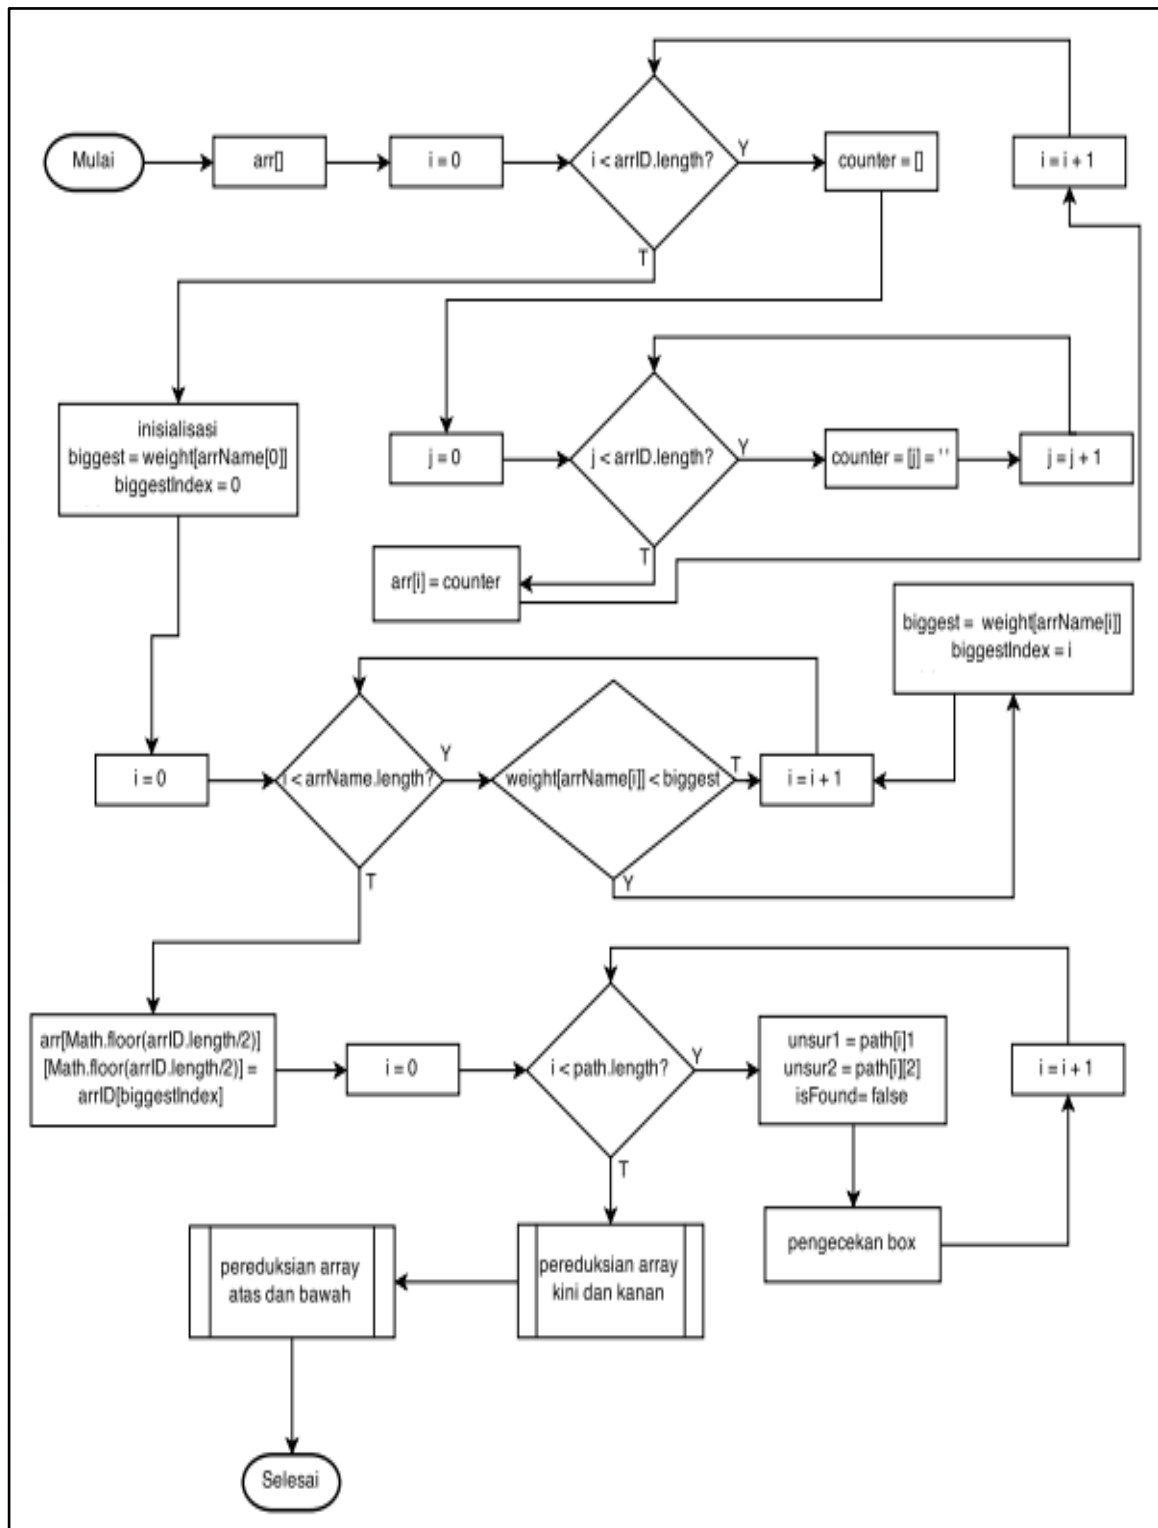 Mulai
arr[]
i = 0
i < arrID.length?
Y
counter = []
i = i + 1
T
inisialisasi
biggest = weight[arrName[0]]
biggestIndex = 0
j = 0
j < arrID.length?
Y
counter = [j] = ' '
j = j + 1
T
arr[i] = counter
biggest = weight[arrName[i]]
biggestIndex = i
i = 0
i < arrName.length?
Y
weight[arrName[i]] < biggest
T
i = i + 1
Y
T
arr[Math.floor(arrID.length/2)]
[Math.floor(arrID.length/2)] =
arrID[biggestIndex]
i = 0
i < path.length?
Y
unsur1 = path[i]1
unsur2 = path[i][2]
isFound= false
i = i + 1
T
pengecekan box
pereduksian array
kini dan kanan
pereduksian array
atas dan bawah
Selesai